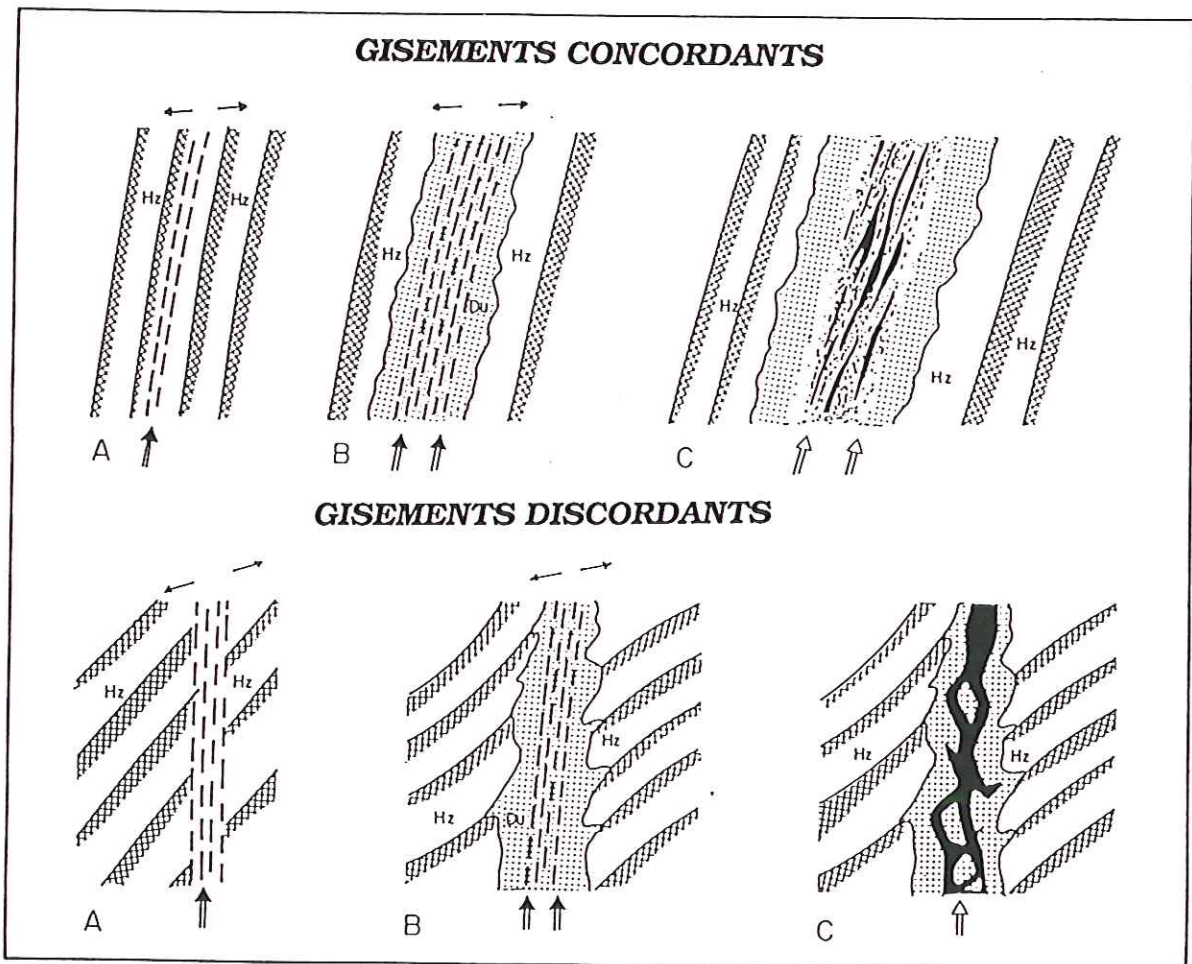 GISEMENTS CONCORDANTS
Hz Hz
Hz Du Hz
Hz Hz Hz
A B C
GISEMENTS DISCORDANTS
Hz Hz
Hz Du Hz
Hz Hz
A B C